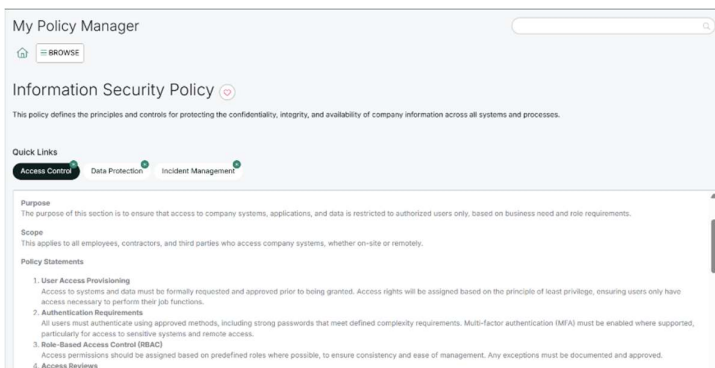 My Policy Manager
BROWSE
Information Security Policy
This policy defines the principles and controls for protecting the confidentiality, integrity, and availability of company information across all systems and processes.
Quick Links
Access Control Data Protection Incident Management
Purpose
The purpose of this section is to ensure that access to company systems, applications, and data is restricted to authorized users only, based on business need and role requirements.
Scope
This applies to all employees, contractors, and third parties who access company systems, whether on-site or remotely.
Policy Statements
1. User Access Provisioning
Access to systems and data must be formally requested and approved prior to being granted. Access rights will be assigned based on the principle of least privilege, ensuring users only have
access necessary to perform their job functions.
2. Authentication Requirements
All users must authenticate using approved methods, including strong passwords that meet defined complexity requirements. Multi-factor authentication (MFA) must be enabled where supported,
particularly for access to sensitive systems and remote access.
3. Role-Based Access Control (RBAC)
Access permissions should be assigned based on predefined roles where possible, to ensure consistency and ease of management. Any exceptions must be documented and approved.
4. Access Reviews